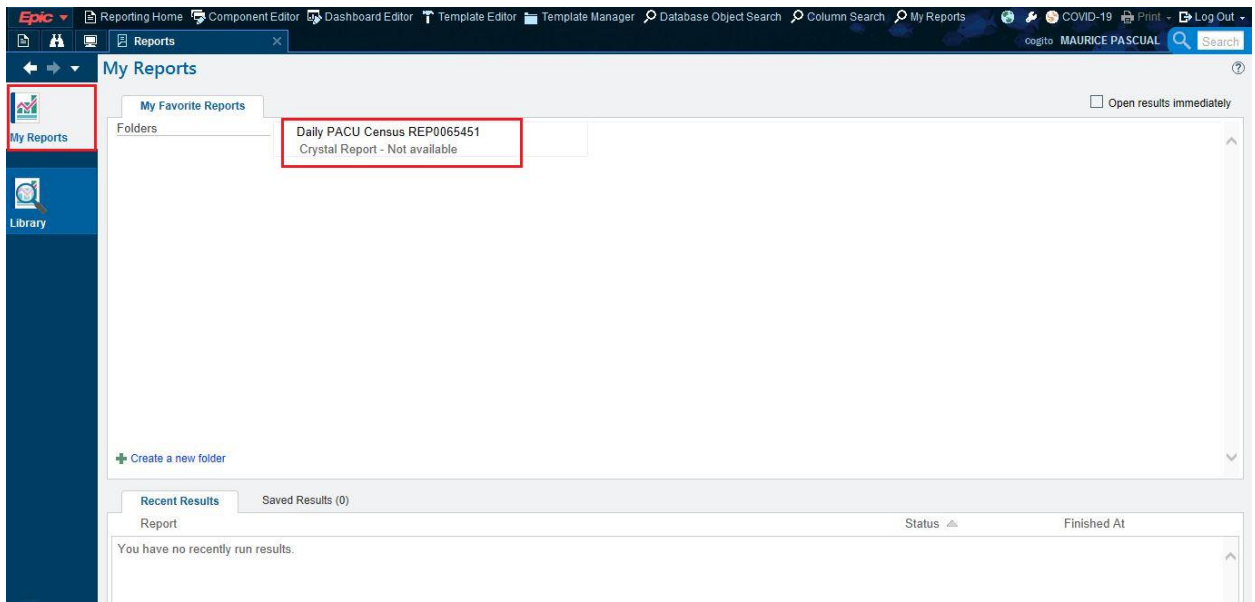 Epic Reporting Home Component Editor Dashboard Editor Template Editor Template Manager Database Object Search Column Search My Reports COVID-19 Print Log Out
Reports cogito MAURICE PASCUAL Search
My Reports
My Favorite Reports Open results immediately
My Reports
Folders
Daily PACU Census REP0065451
Crystal Report - Not available
Library
Create a new folder
Recent Results Saved Results (0)
Report Status Finished At
You have no recently run results.